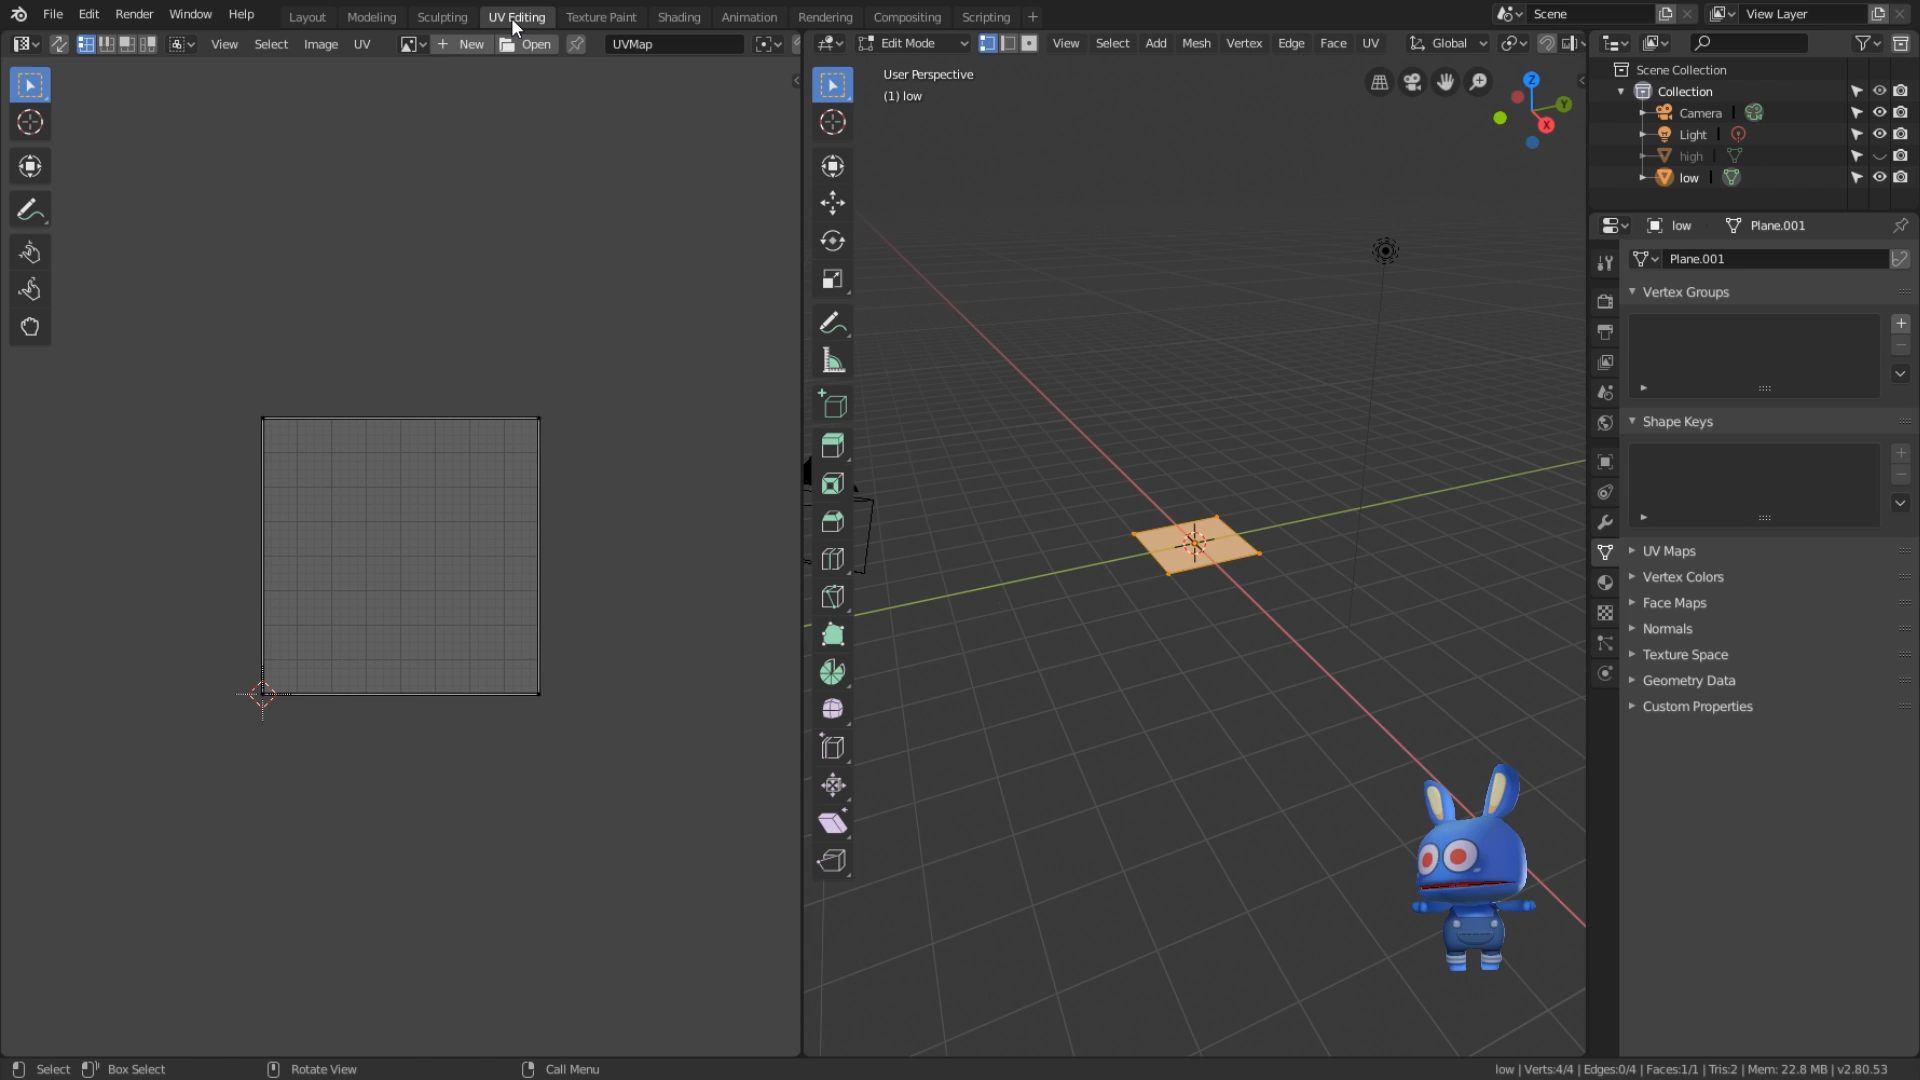 File Edit Render Window Help Layout Modeling Sculpting UV Editing Texture Paint Shading Animation Rendering Compositing Scripting + Scene View Layer
View Select Image UV New Open UVMap Edit Mode View Select Add Mesh Vertex Edge Face UV Global
User Perspective
(1) low
Z
Y
X
Scene Collection
Collection
Camera
Light
high
low
low Plane.001
Plane.001
Vertex Groups
Shape Keys
UV Maps
Vertex Colors
Face Maps
Normals
Texture Space
Geometry Data
Custom Properties
Select Box Select Rotate View Call Menu low | Verts:4/4 | Edges:0/4 | Faces:1/1 | Tris:2 | Mem: 22.8 MB | v2.80.53